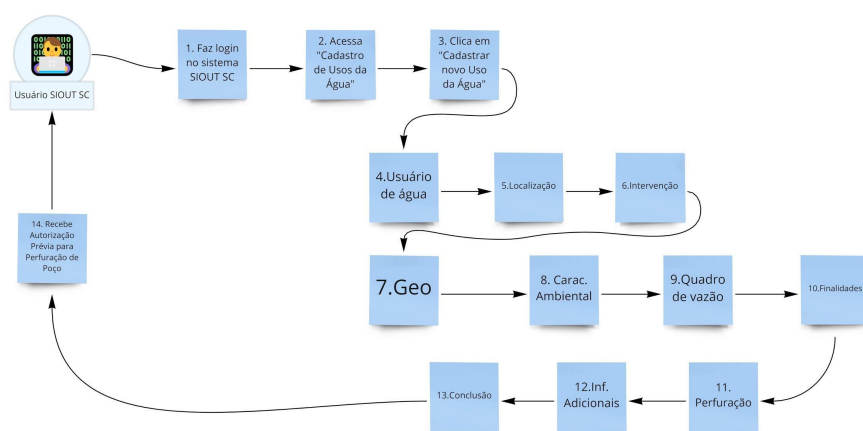 Usuário SIOUT SC
1. Faz login
no sistema
SIOUT SC
2. Acessa
"Cadastro
de Usos da
Água"
3. Clica em
"Cadastrar
novo Uso
da Água"
4.Usuário
de água
5.Localização
6.Intervenção
7.Geo
8. Carac.
Ambiental
9.Quadro
de vazão
10.Finalidades
11.
Perfuração
12.Inf.
Adicionais
13.Conclusão
14. Recebe
Autorização
Prévia para
Perfuração de
Poço